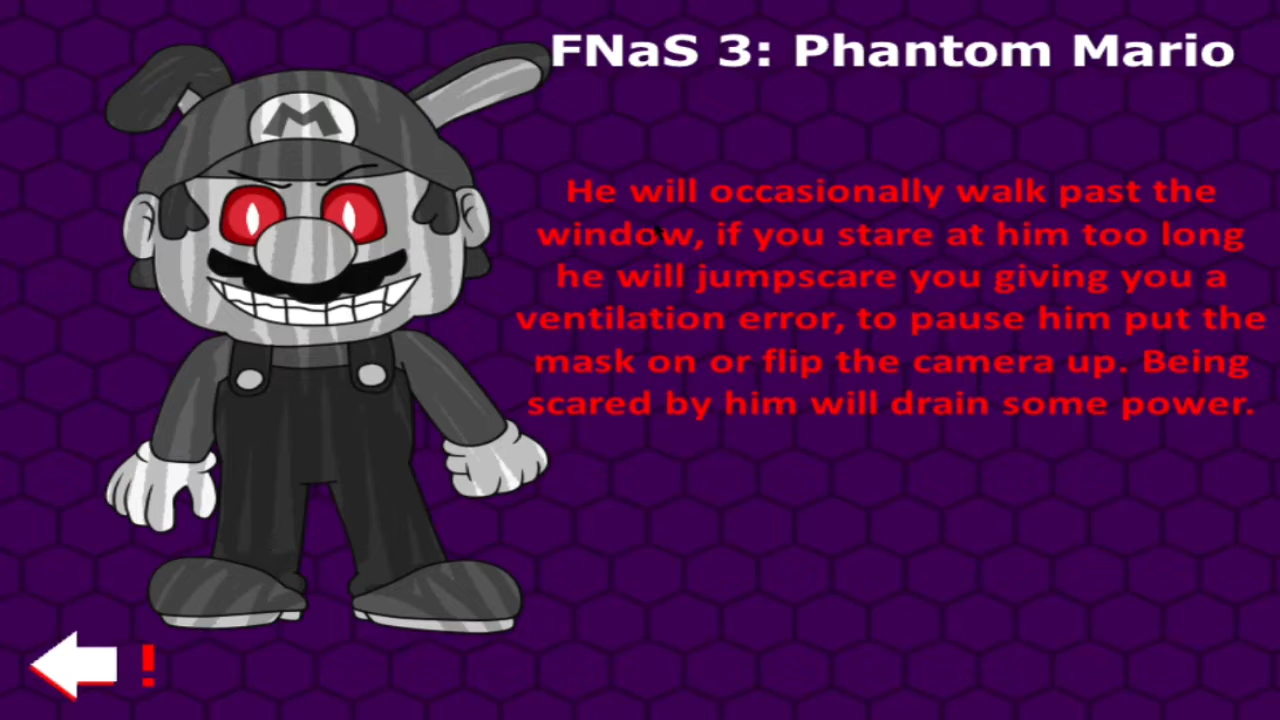 FNaS 3: Phantom Mario
M
He will occasionally walk past the
window, if you stare at him too long
he will jumpscare you giving you a
ventilation error, to pause him put the
mask on or flip the camera up. Being
scared by him will drain some power.
!